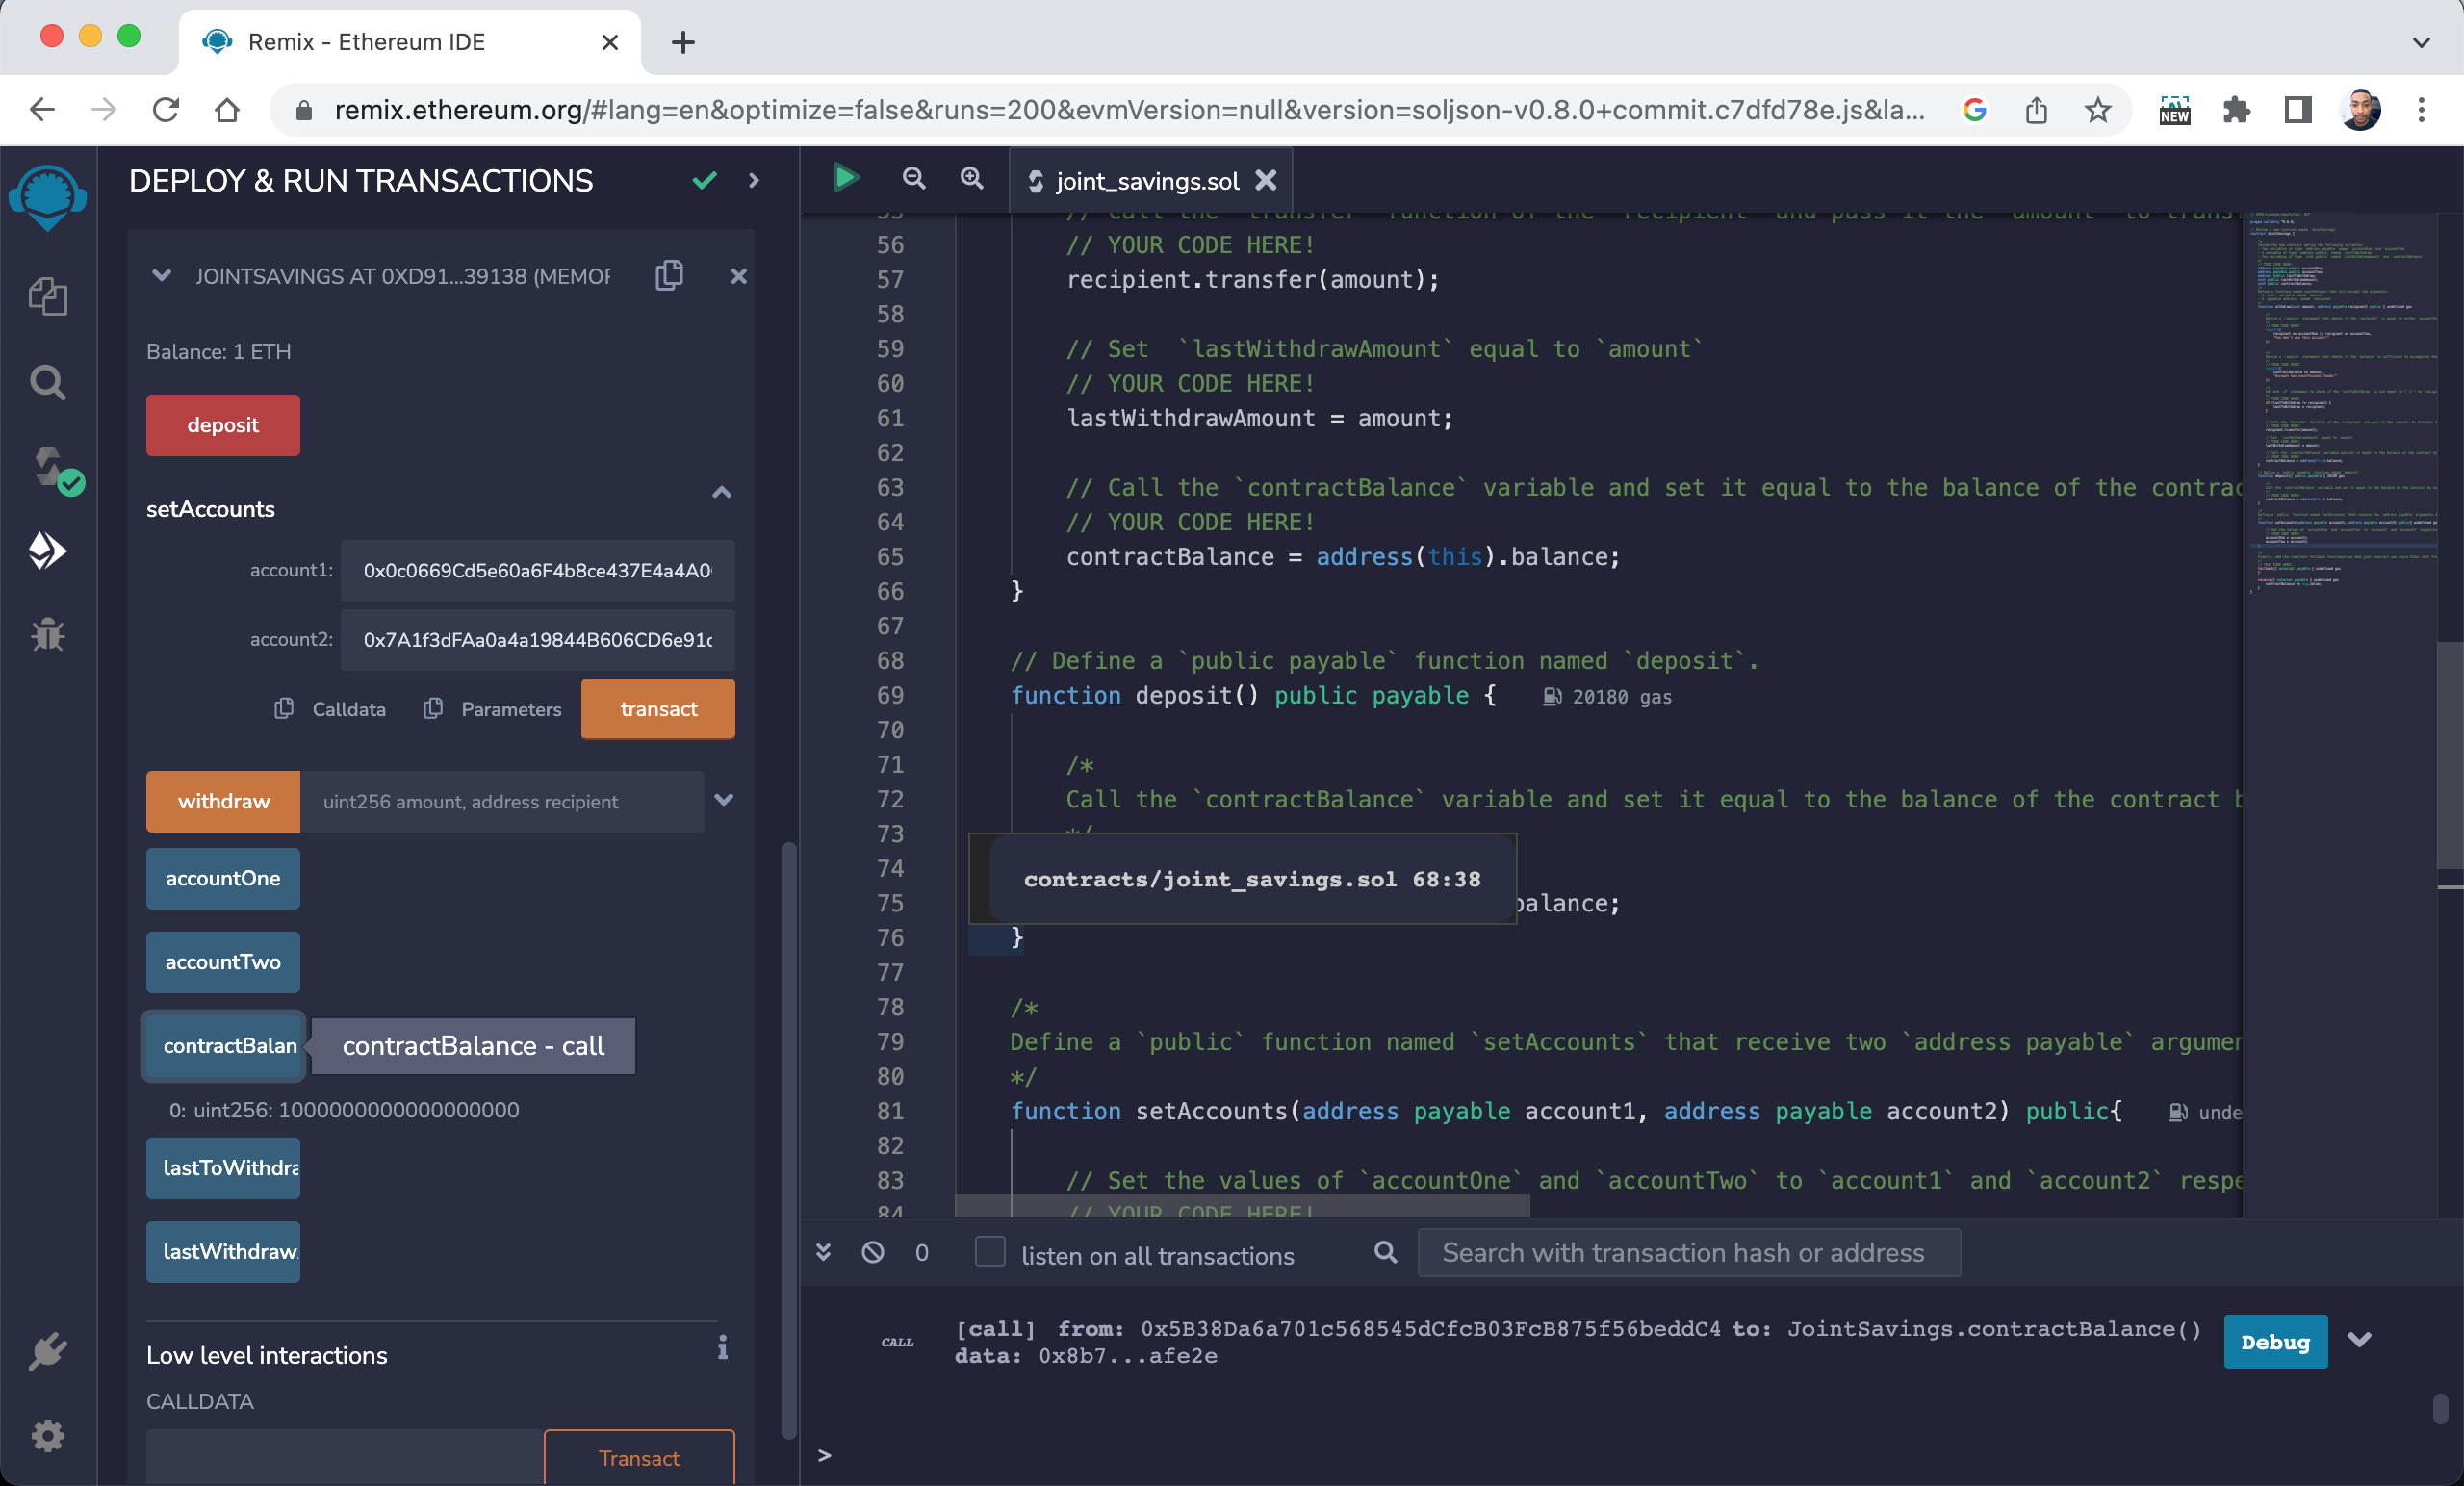 Remix - Ethereum IDE
remix.ethereum.org/#lang=en&optimize=false&runs=200&evmVersion=null&version=soljson-v0.8.0+commit.c7dfd78e.js&la...
NEW
DEPLOY & RUN TRANSACTIONS
JOINTSAVINGS AT 0XD91...39138 (MEMOR
Balance: 1 ETH
deposit
setAccounts
account1: 0x0c0669Cd5e60a6F4b8ce437E4a4A0
account2: 0x7A1f3dFAa0a4a19844B606CD6e91c
Calldata Parameters transact
withdraw uint256 amount, address recipient
accountOne
accountTwo
contractBalan contractBalance - call
0: uint256: 1000000000000000000
lastToWithdra
lastWithdraw
Low level interactions
CALLDATA
Transact
joint_savings.sol
55 // Call the `transfer` function of the `recipient` and pass it the `amount` to trans
56 // YOUR CODE HERE!
57 recipient.transfer(amount);
58
59 // Set  `lastWithdrawAmount` equal to `amount`
60 // YOUR CODE HERE!
61 lastWithdrawAmount = amount;
62
63 // Call the `contractBalance` variable and set it equal to the balance of the contrac
64 // YOUR CODE HERE!
65 contractBalance = address(this).balance;
66 }
67
68 // Define a `public payable` function named `deposit`.
69 function deposit() public payable { 20180 gas
70
71 /*
72 Call the `contractBalance` variable and set it equal to the balance of the contract b
73 */
74
contracts/joint_savings.sol 68:38
75 balance;
76 }
77
78 /*
79 Define a `public` function named `setAccounts` that receive two `address payable` argumen
80 */
81 function setAccounts(address payable account1, address payable account2) public{ unde
82
83 // Set the values of `accountOne` and `accountTwo` to `account1` and `account2` respe
84 // YOUR CODE HERE!
0 listen on all transactions Search with transaction hash or address
CALL [call] from: 0x5B38Da6a701c568545dCfcB03FcB875f56beddC4 to: JointSavings.contractBalance()
data: 0x8b7...afe2e
Debug
>